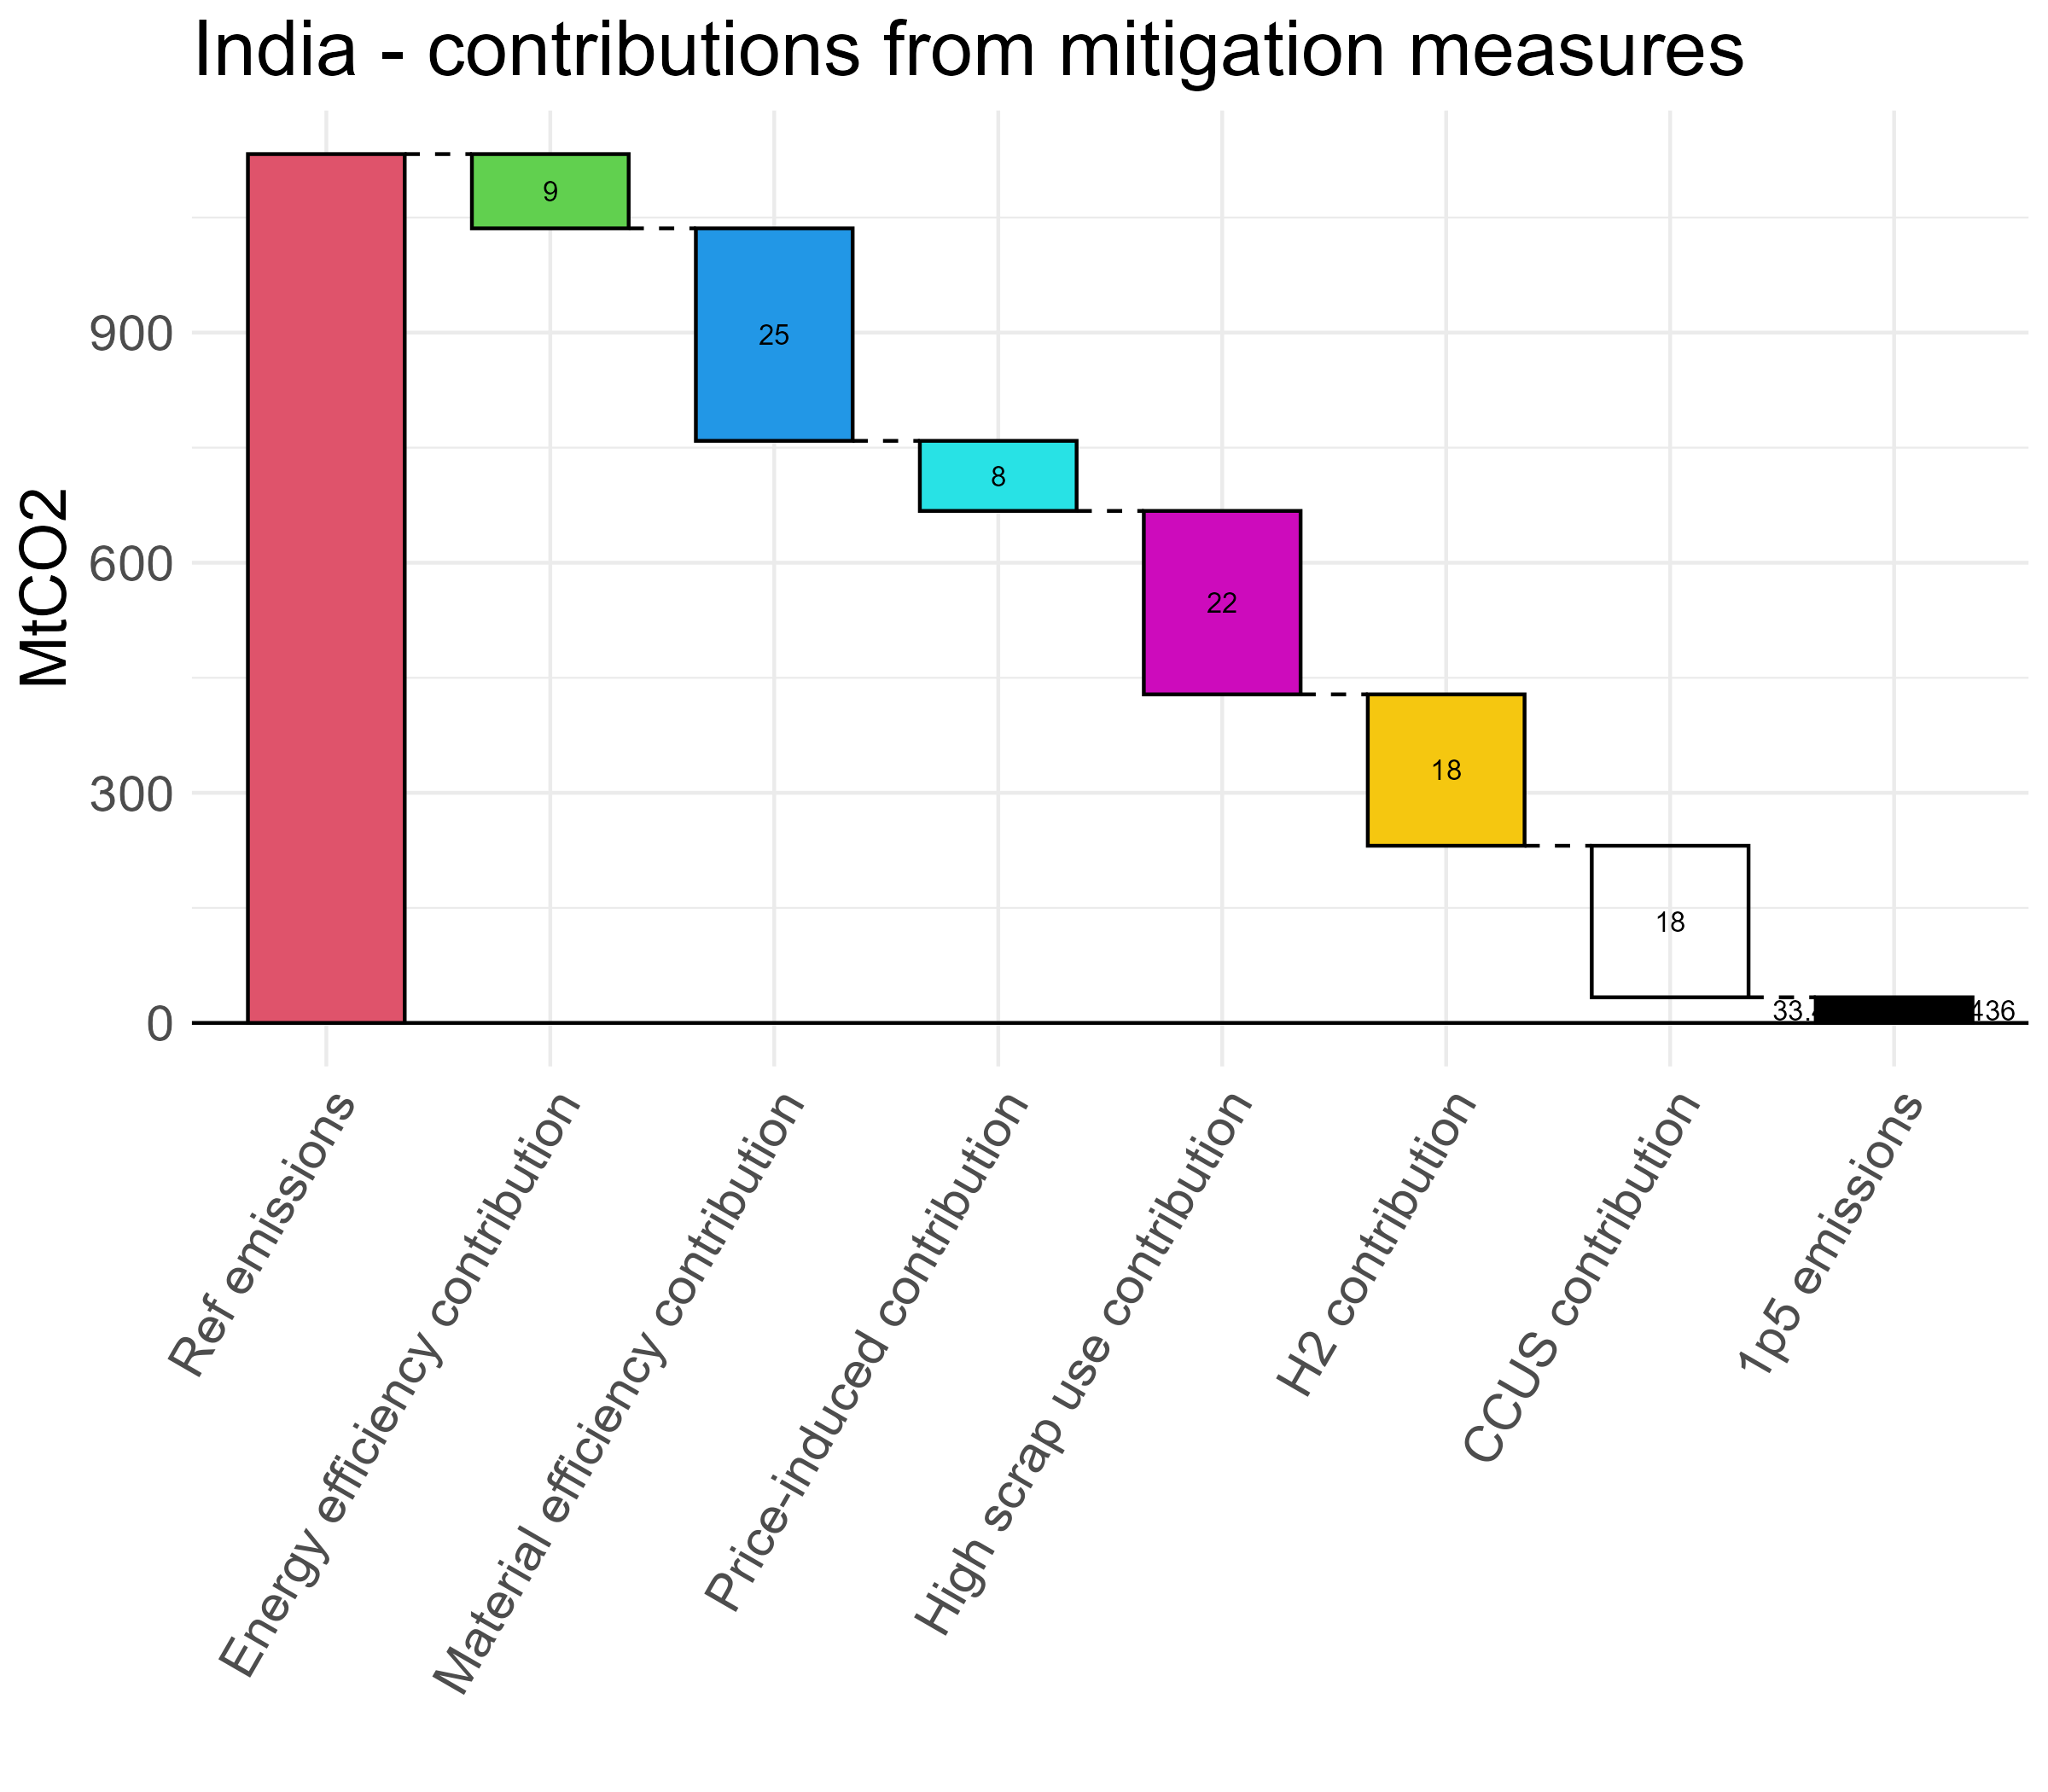 India - contributions from mitigation measures
MtCO2
900
600
300
0
9
25
8
22
18
18
Ref emissions
Energy efficiency contribution
Material efficiency contribution
Price-induced contribution
High scrap use contribution
H2 contribution
CCUS contribution
1p5 emissions